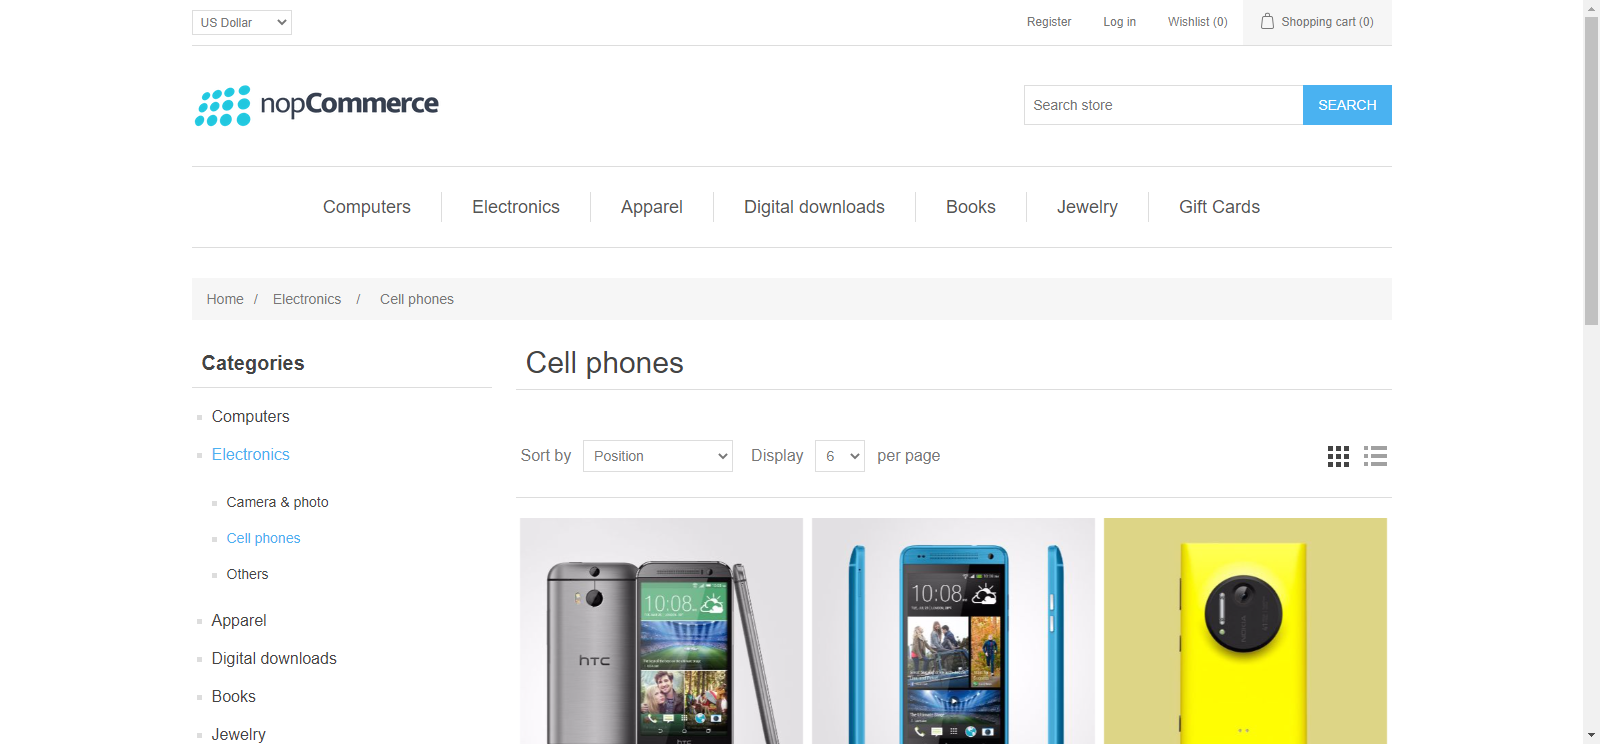 US Dollar
Register Log in Wishlist (0) Shopping cart (0)
nopCommerce
Search store SEARCH
Computers Electronics Apparel Digital downloads Books Jewelry Gift Cards
Home / Electronics / Cell phones
Categories
Computers
Electronics
Camera & photo
Cell phones
Others
Apparel
Digital downloads
Books
Jewelry
Cell phones
Sort by Position Display 6 per page
10:08
hTC
hTC
10:08